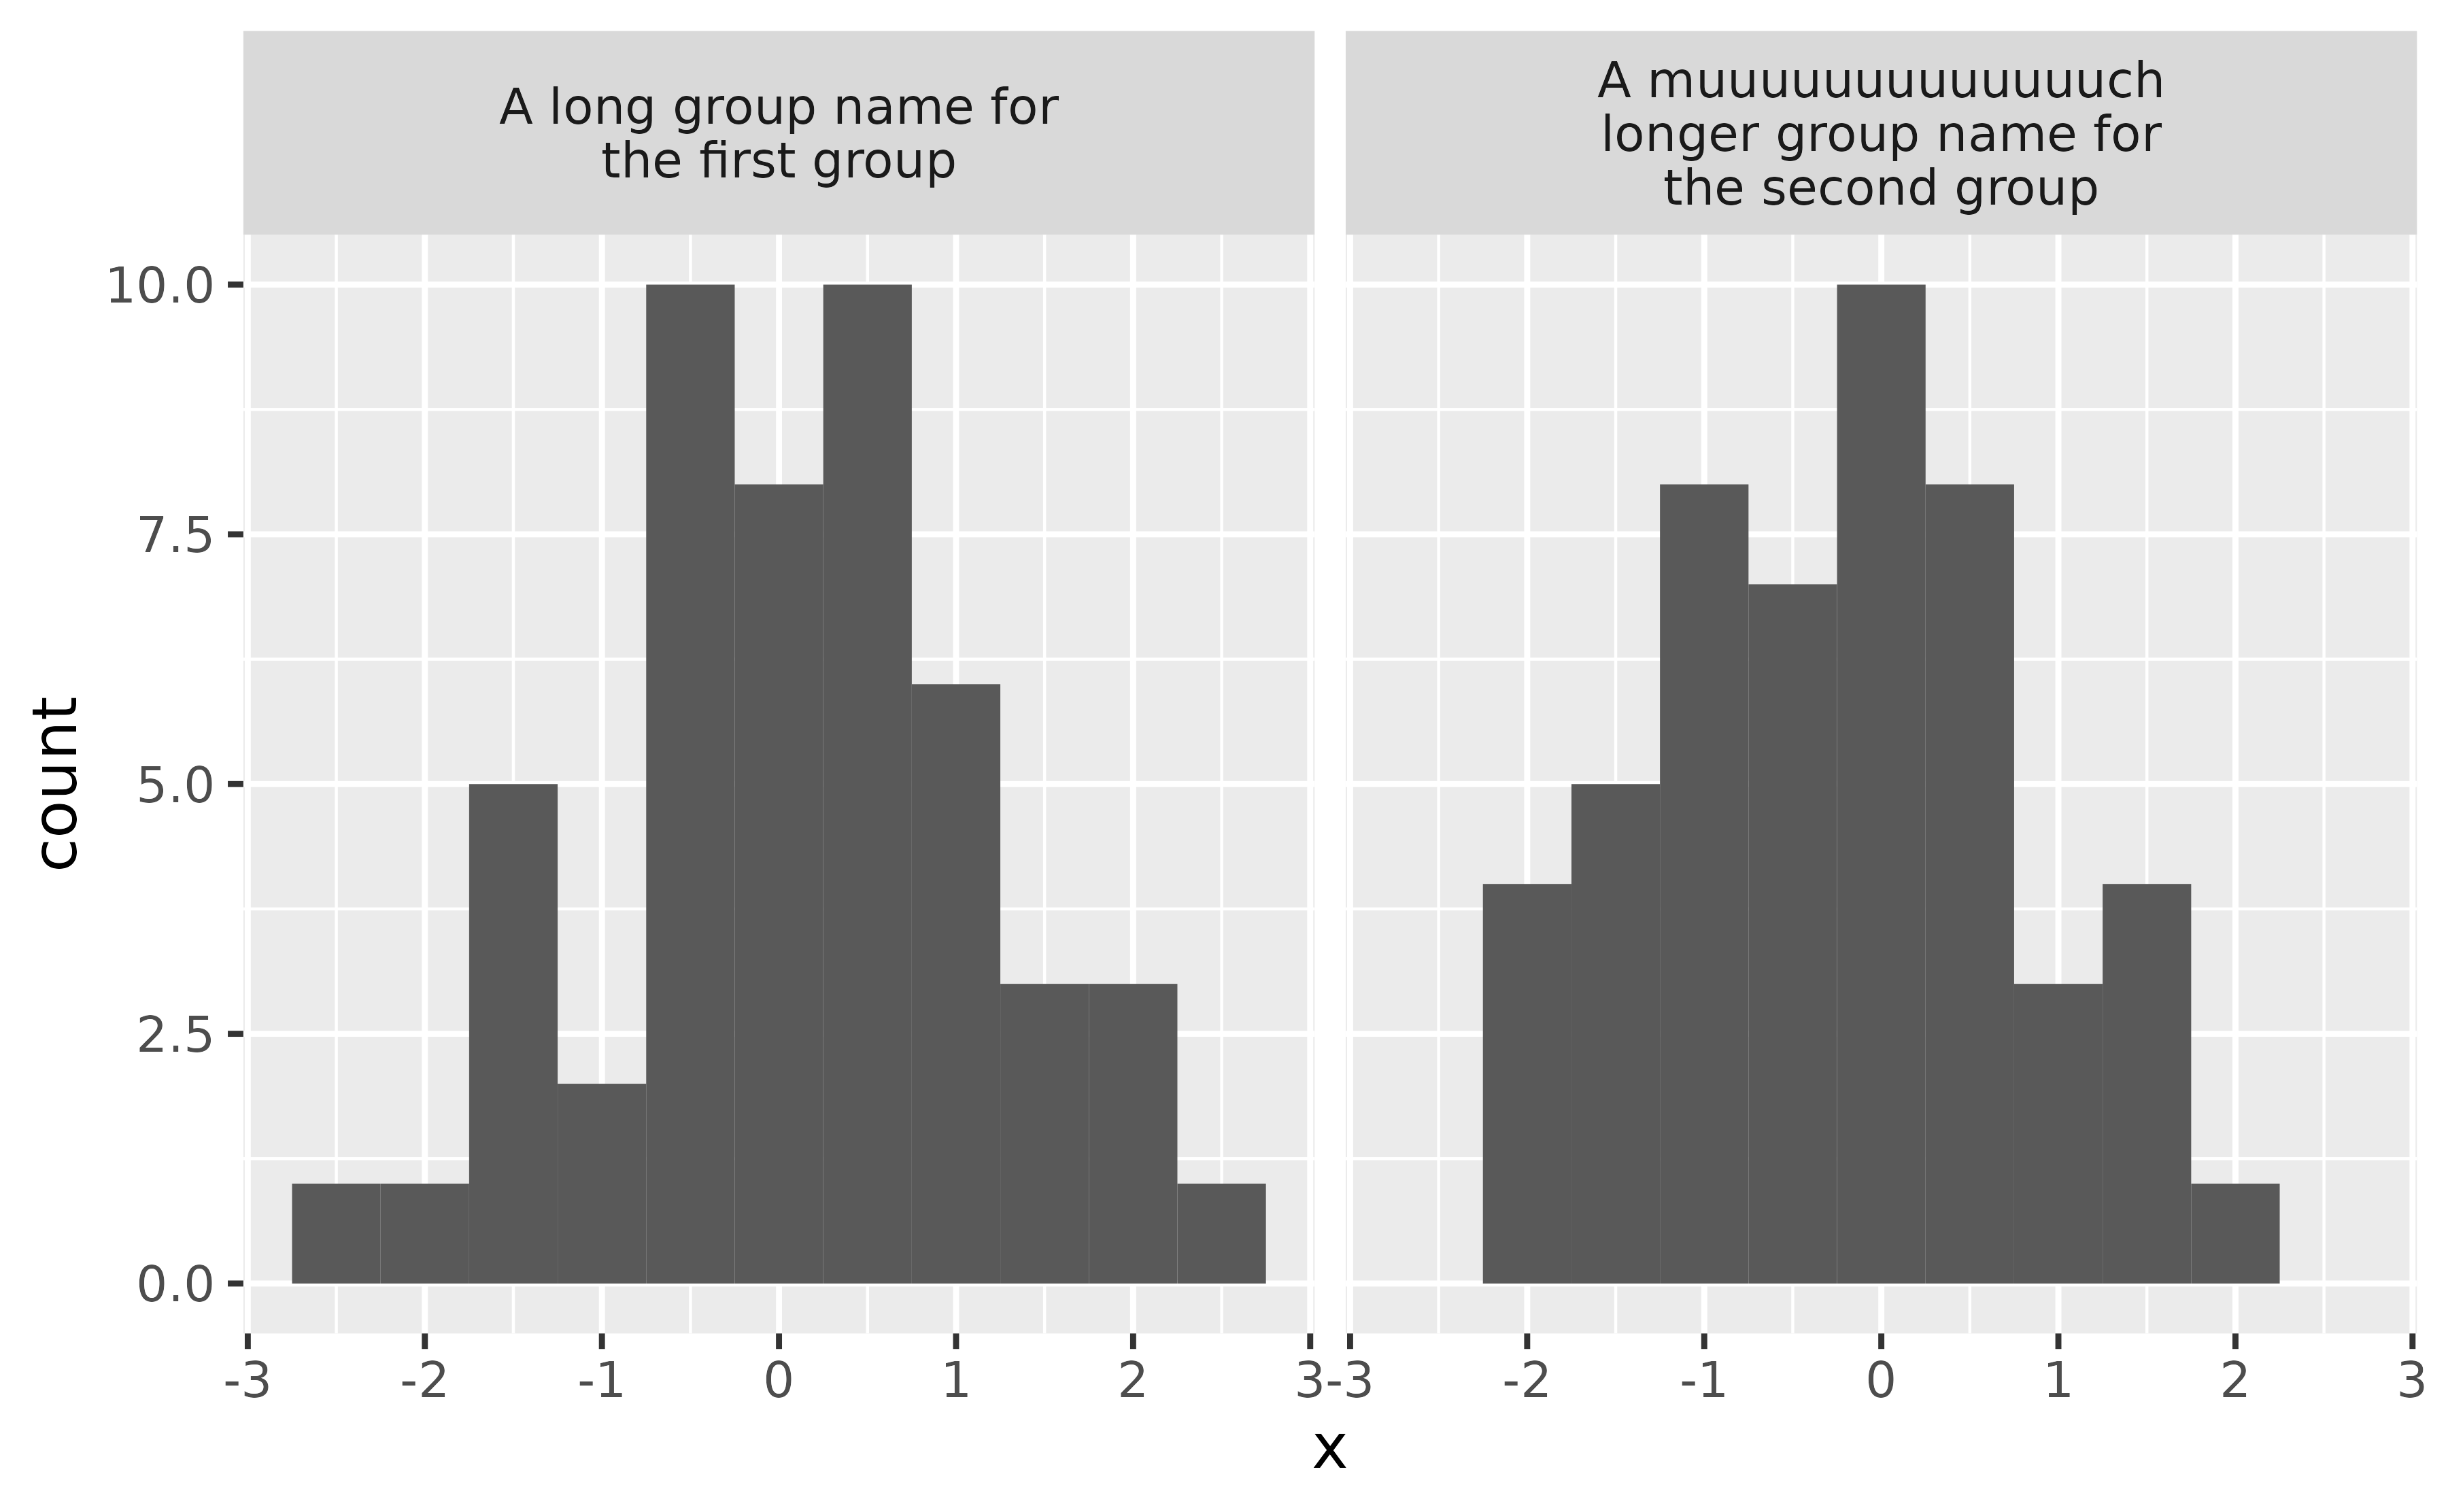 A long group name for
the first group
A muuuuuuuuuuuuuuch
longer group name for
the second group
10.0
7.5
5.0
2.5
0.0
count
-3 -2 -1 0 1 2 3
-3 -2 -1 0 1 2 3
x